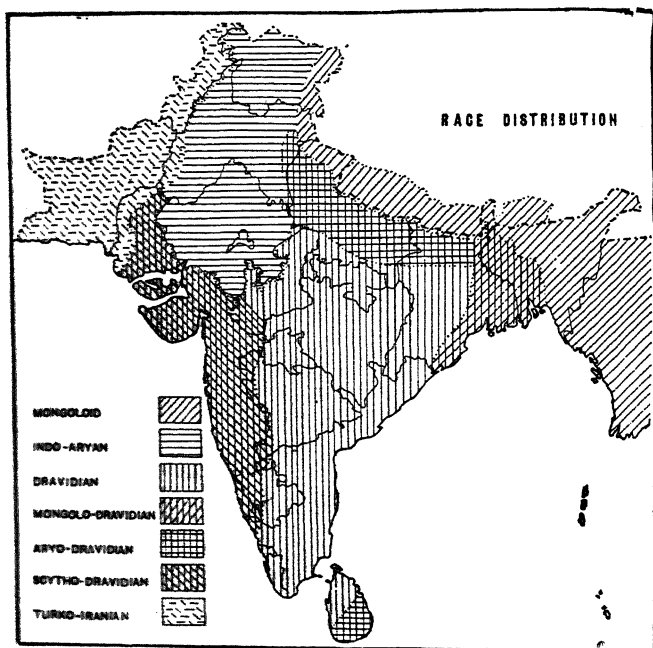 RACE DISTRIBUTION
MONGOLOID
INDO-ARYAN
DRAVIDIAN
MONGOLO-DRAVIDIAN
ARYO-DRAVIDIAN
SCYTHO-DRAVIDIAN
TURKO-IRANIAN